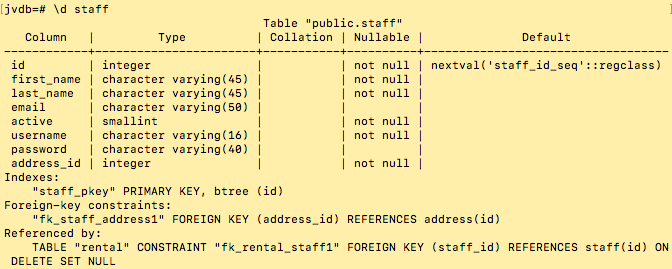 [jvdb=# \d staff ]
                                 Table "public.staff"
   Column   |         Type          | Collation | Nullable |              Default
------------+-----------------------+-----------+----------+-----------------------------------
 id         | integer               |           | not null | nextval('staff_id_seq'::regclass)
 first_name | character varying(45) |           | not null |
 last_name  | character varying(45) |           | not null |
 email      | character varying(50) |           |          |
 active     | smallint              |           | not null |
 username   | character varying(16) |           | not null |
 password   | character varying(40) |           |          |
 address_id | integer               |           | not null |
Indexes:
    "staff_pkey" PRIMARY KEY, btree (id)
Foreign-key constraints:
    "fk_staff_address1" FOREIGN KEY (address_id) REFERENCES address(id)
Referenced by:
    TABLE "rental" CONSTRAINT "fk_rental_staff1" FOREIGN KEY (staff_id) REFERENCES staff(id) ON
 DELETE SET NULL